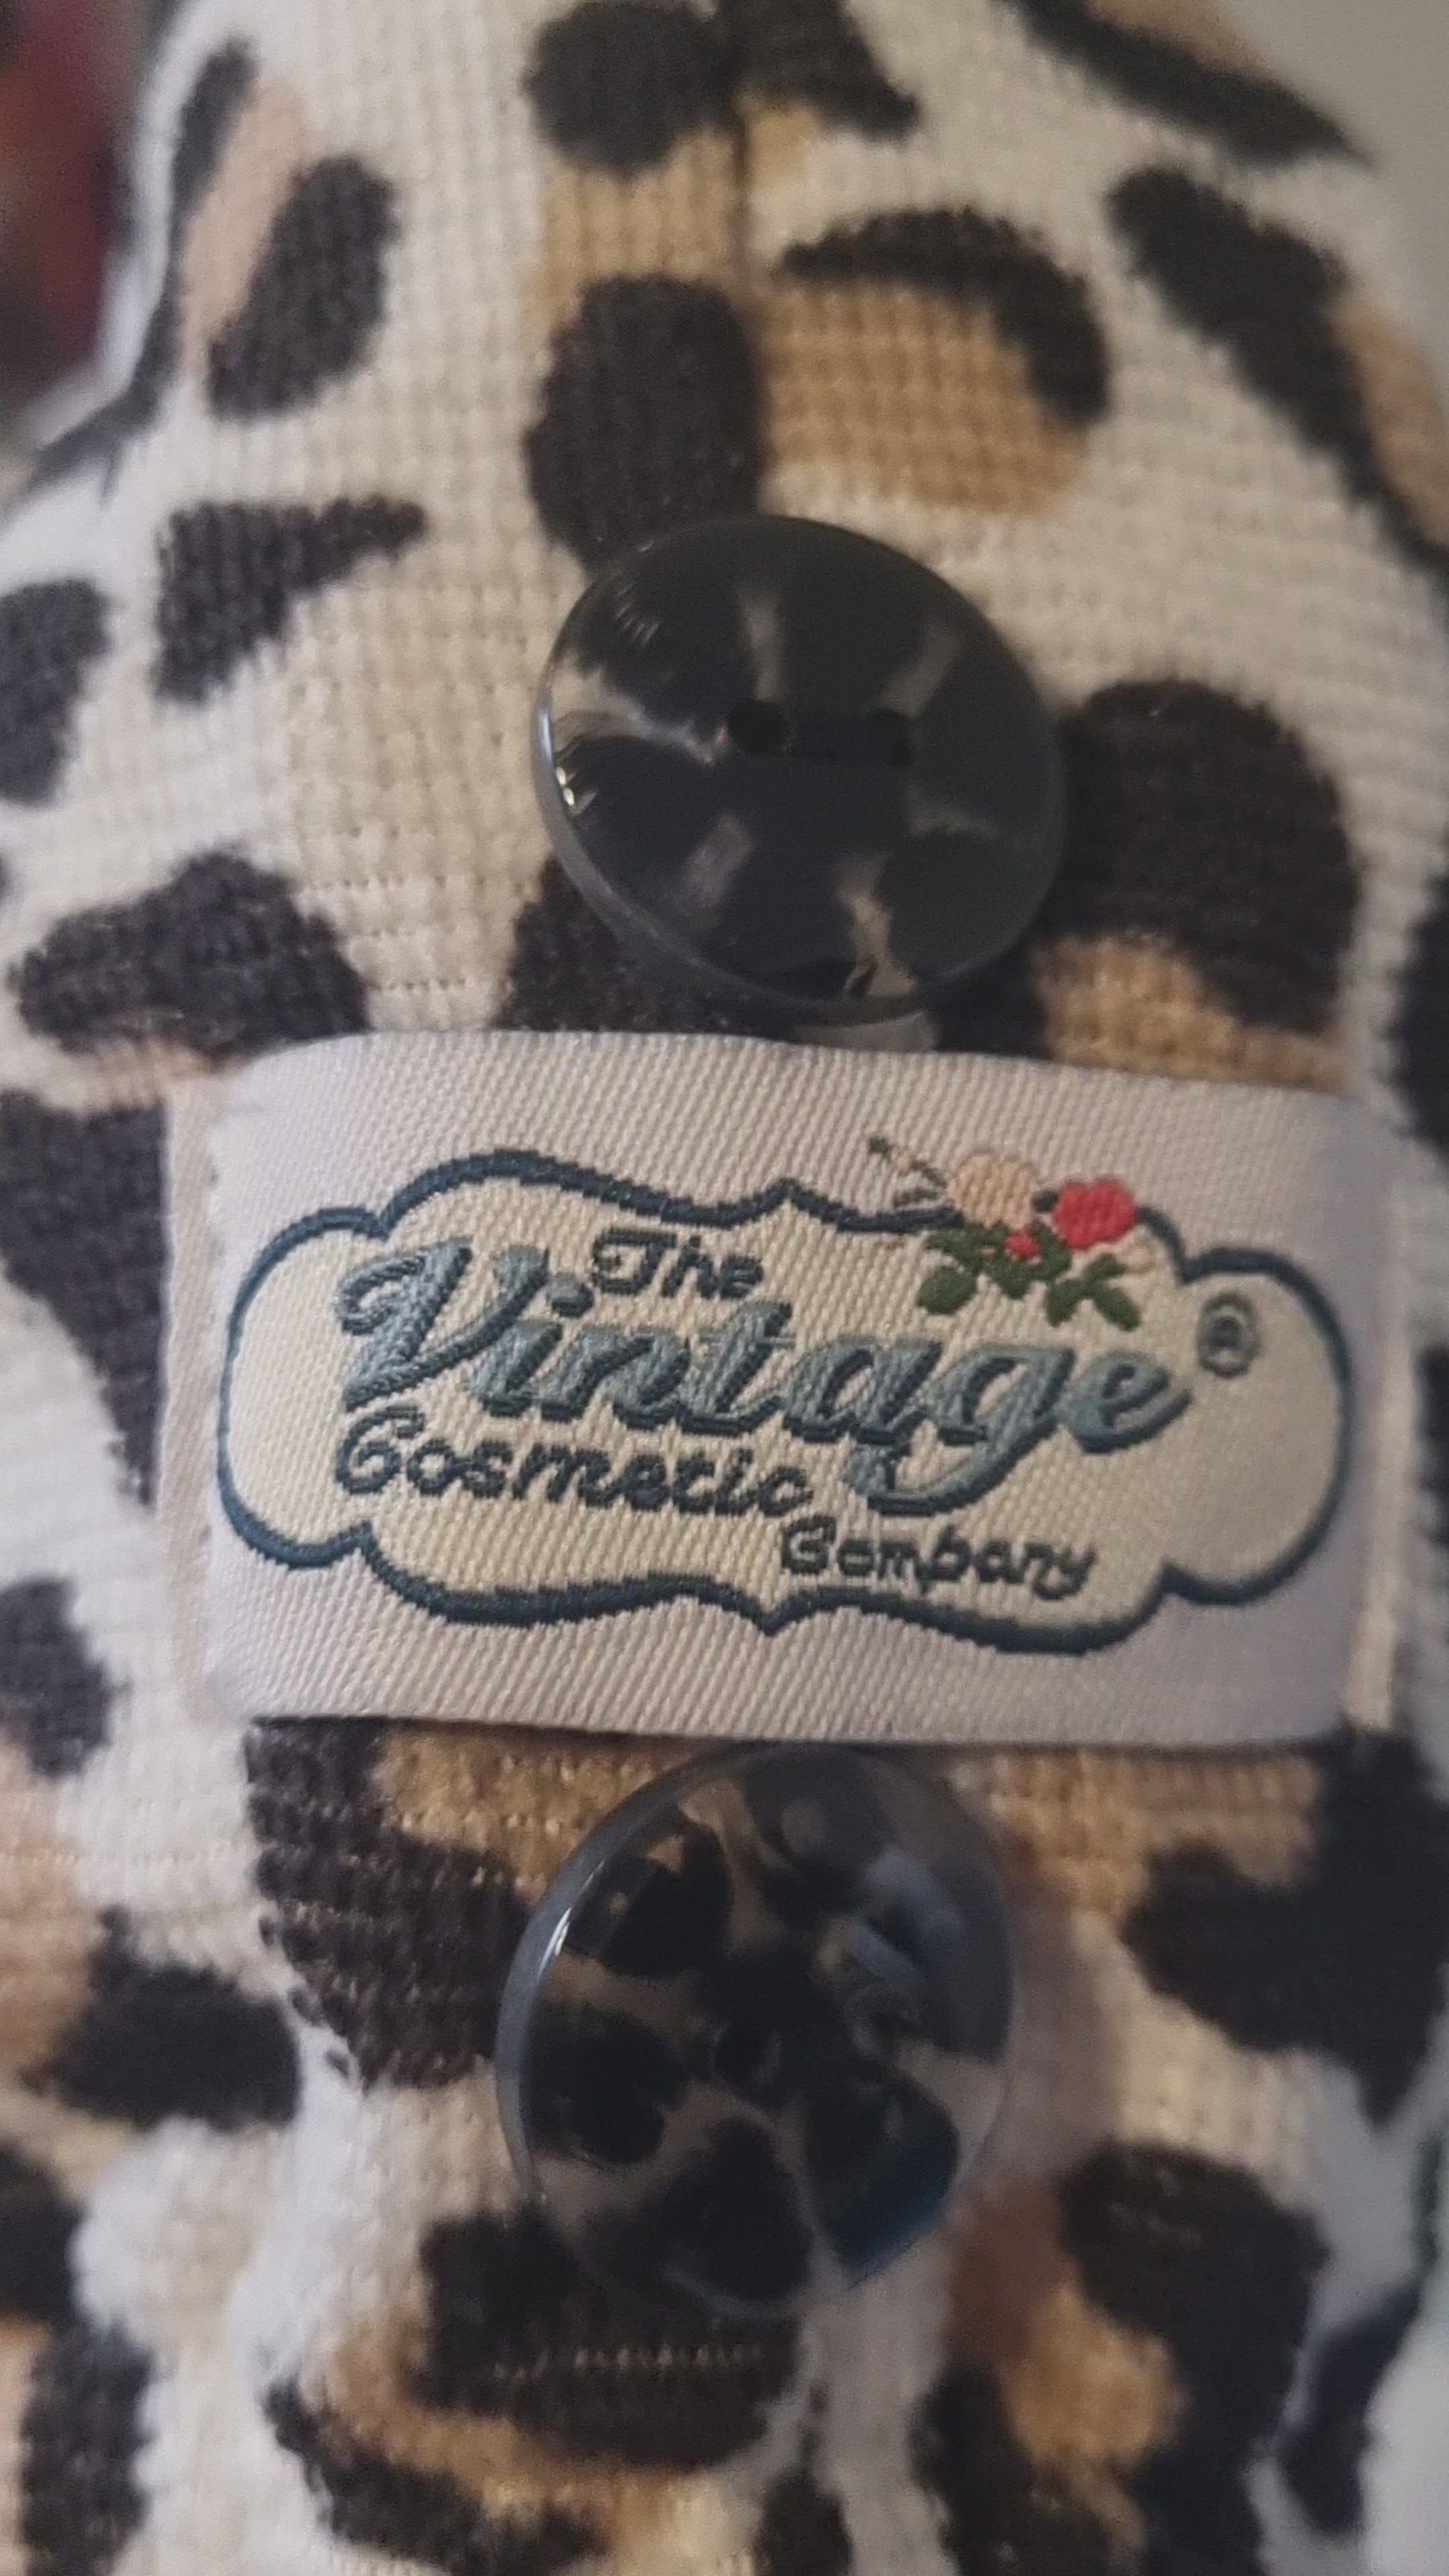 The
Vintage®
Cosmetic
Company